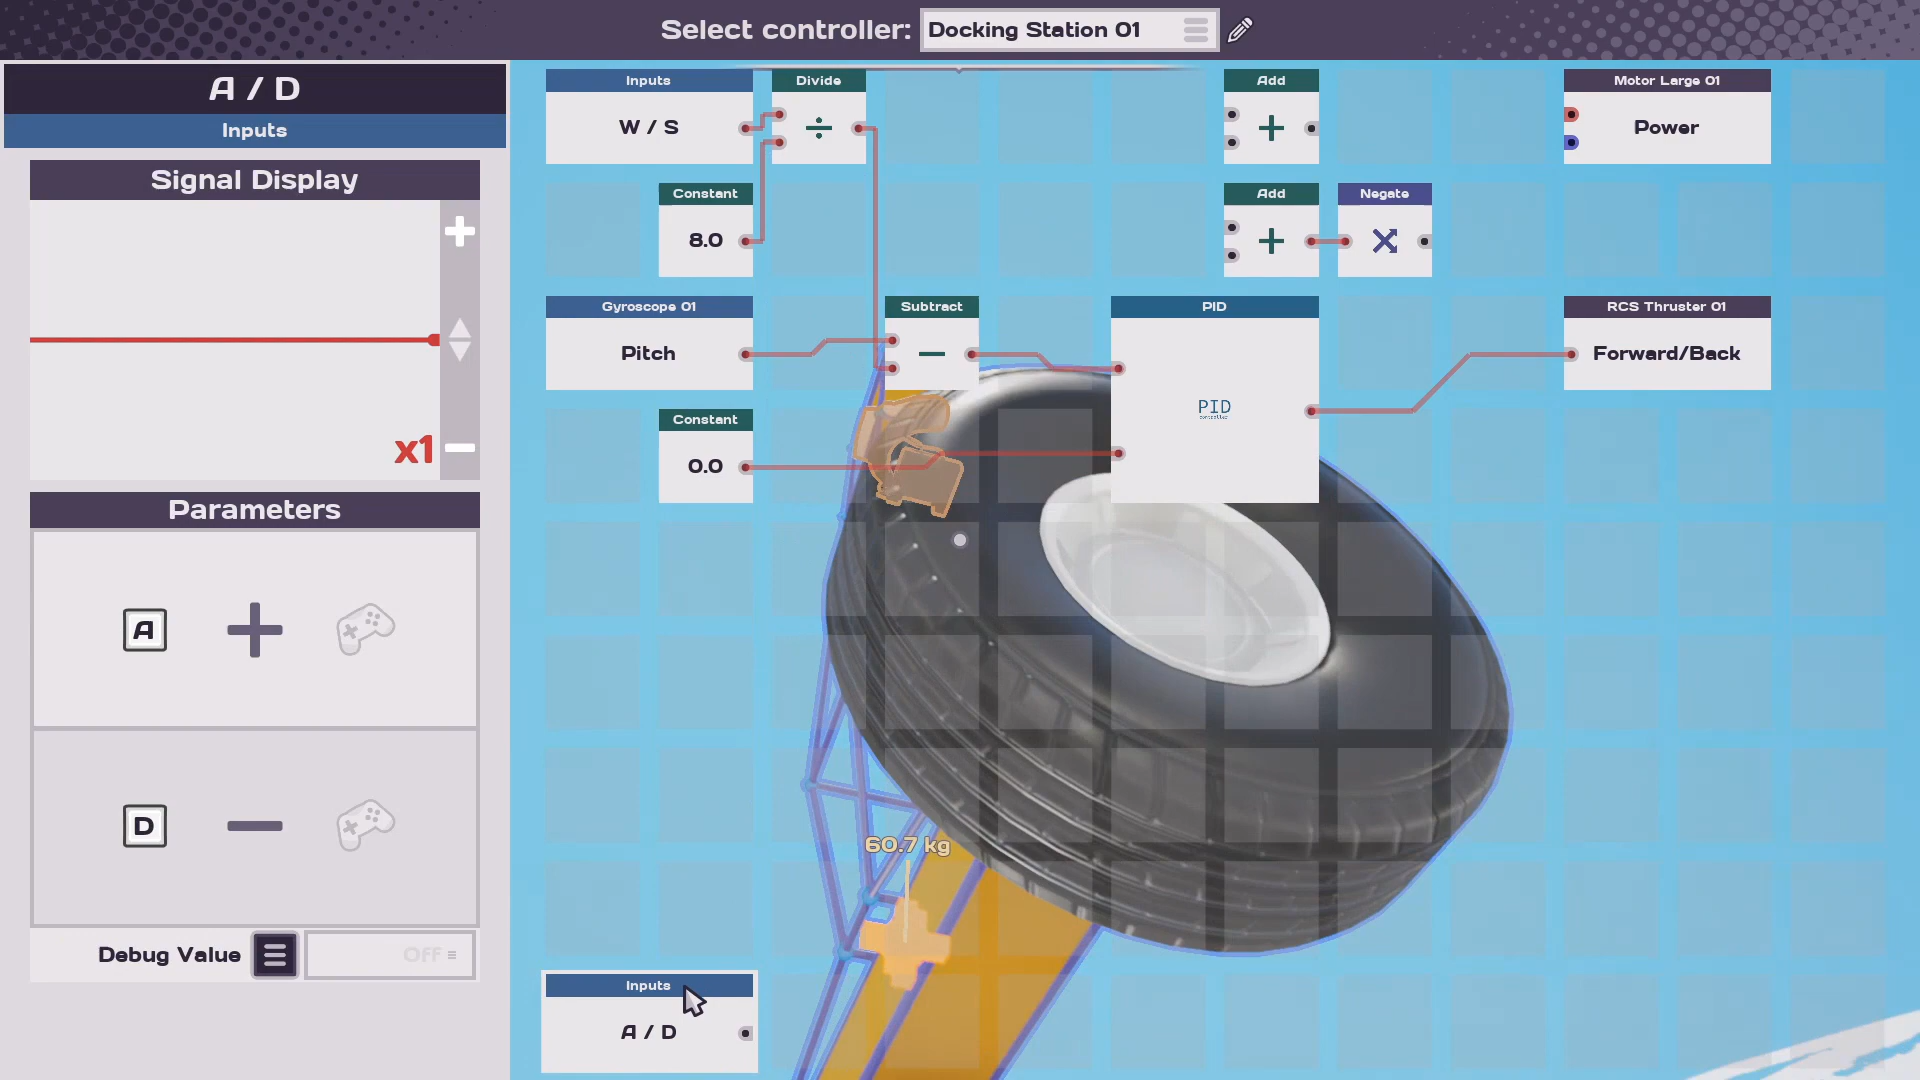 Select controller: Docking Station 01
A / D
Inputs
Signal Display
x1
Parameters
A
D
Debug Value
Off
Inputs
W / S
Divide
Add
Motor Large 01
Power
Constant
8.0
Add
Negate
Gyroscope 01
Pitch
Subtract
PID
PID
controller
RCS Thruster 01
Forward/Back
Constant
0.0
60.7 kg
Inputs
A / D